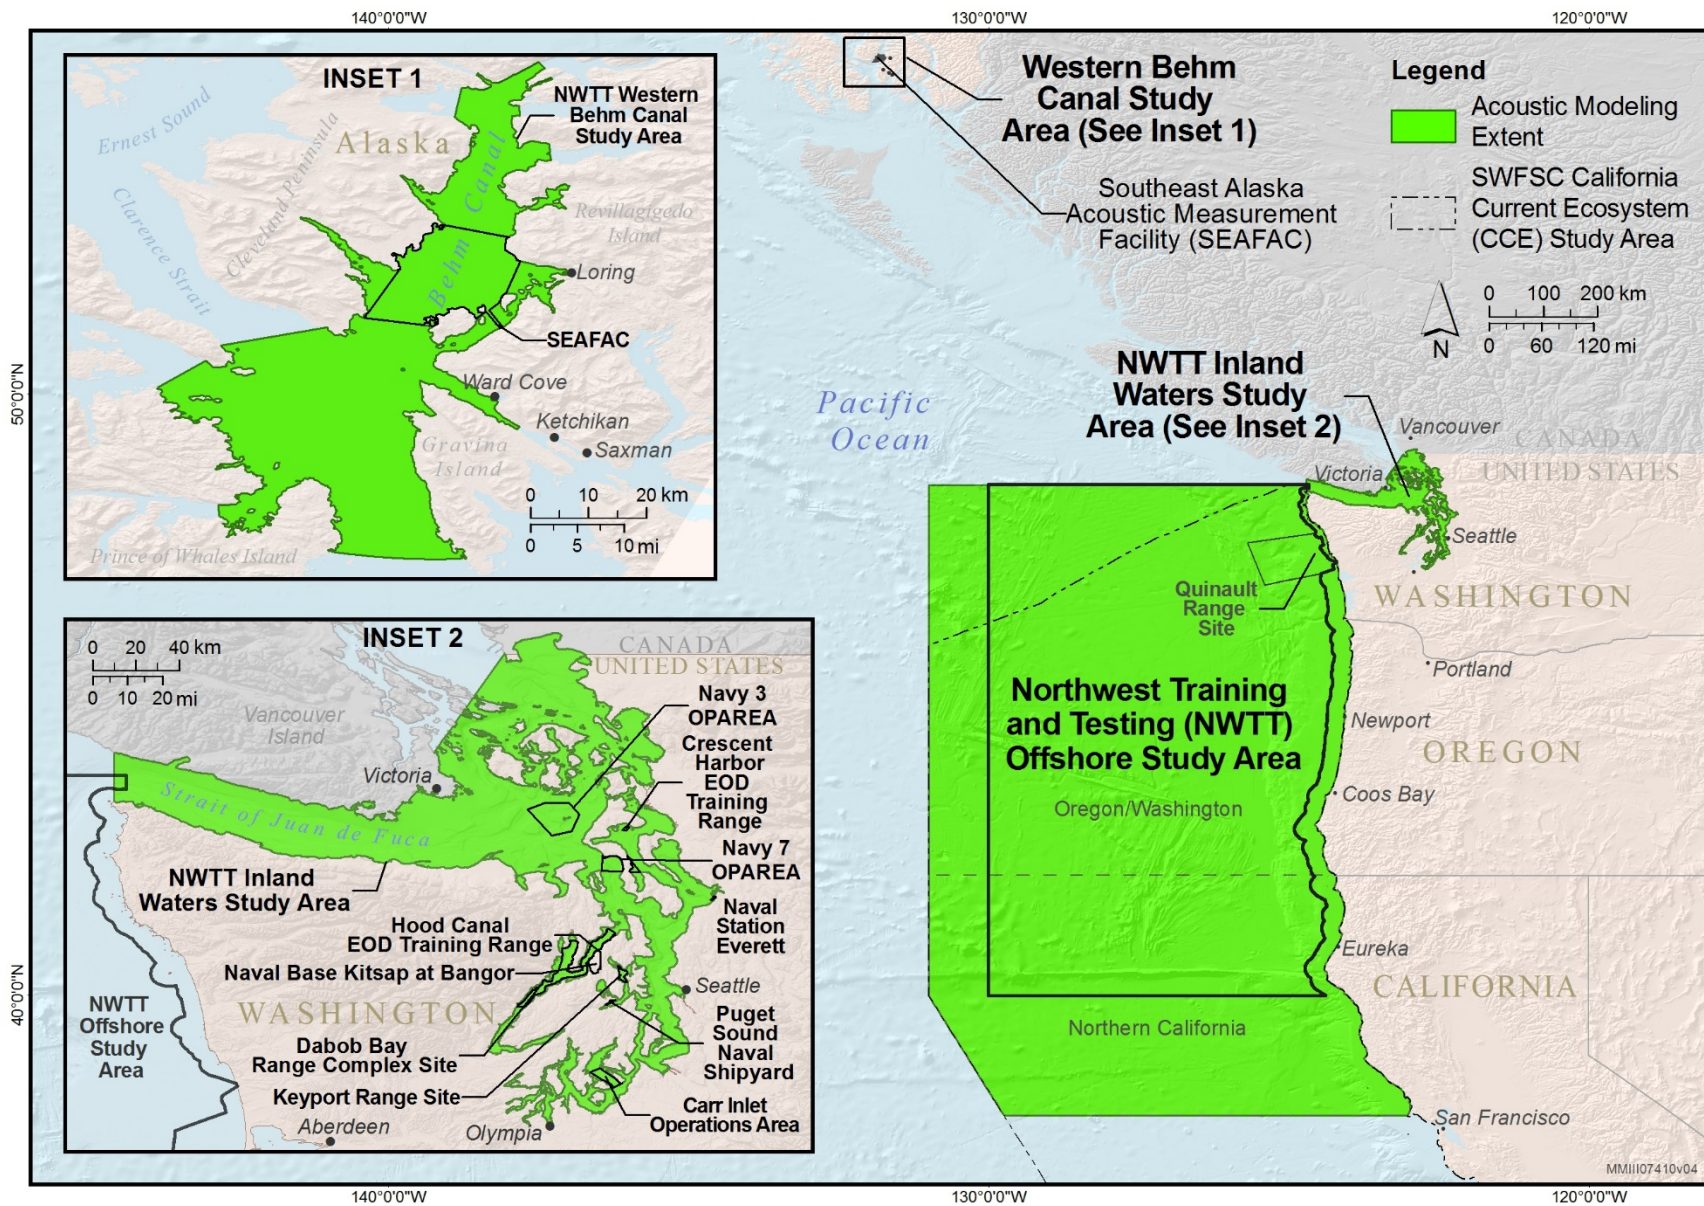 140°0'0"W
130°0'0"W
120°0'0"W
50°0'0"N
40°0'0"N
INSET 1
NWTT Western
Behm Canal
Study Area
Ernest Sound
Alaska
Cleveland Peninsula
Clarence Strait
Behm Canal
Revillagigedo
Island
Loring
SEAFAC
Ward Cove
Ketchikan
Gravina
Island
Saxman
0 10 20 km
0 5 10 mi
Prince of Whales Island
Western Behm
Canal Study
Area (See Inset 1)
Southeast Alaska
Acoustic Measurement
Facility (SEAFAC)
Legend
Acoustic Modeling
Extent
SWFSC California
Current Ecosystem
(CCE) Study Area
N
0 100 200 km
0 60 120 mi
NWTT Inland
Waters Study
Area (See Inset 2)
Pacific
Ocean
Vancouver
CANADA
UNITED STATES
Victoria
Seattle
Quinault
Range
Site
WASHINGTON
Portland
Northwest Training
and Testing (NWTT)
Offshore Study Area
Newport
OREGON
Oregon/Washington
Coos Bay
Eureka
CALIFORNIA
Northern California
San Francisco
MMIII07410v04
INSET 2
0 20 40 km
0 10 20 mi
CANADA
UNITED STATES
Vancouver
Island
Navy 3
OPAREA
Crescent
Harbor
EOD
Training
Range
Victoria
Strait of Juan de Fuca
Navy 7
OPAREA
NWTT Inland
Waters Study Area
Hood Canal
EOD Training Range
Naval
Station
Everett
Naval Base Kitsap at Bangor
Seattle
NWTT
Offshore
Study
Area
WASHINGTON
Puget
Sound
Naval
Shipyard
Dabob Bay
Range Complex Site
Keyport Range Site
Carr Inlet
Operations Area
Aberdeen
Olympia
140°0'0"W
130°0'0"W
120°0'0"W